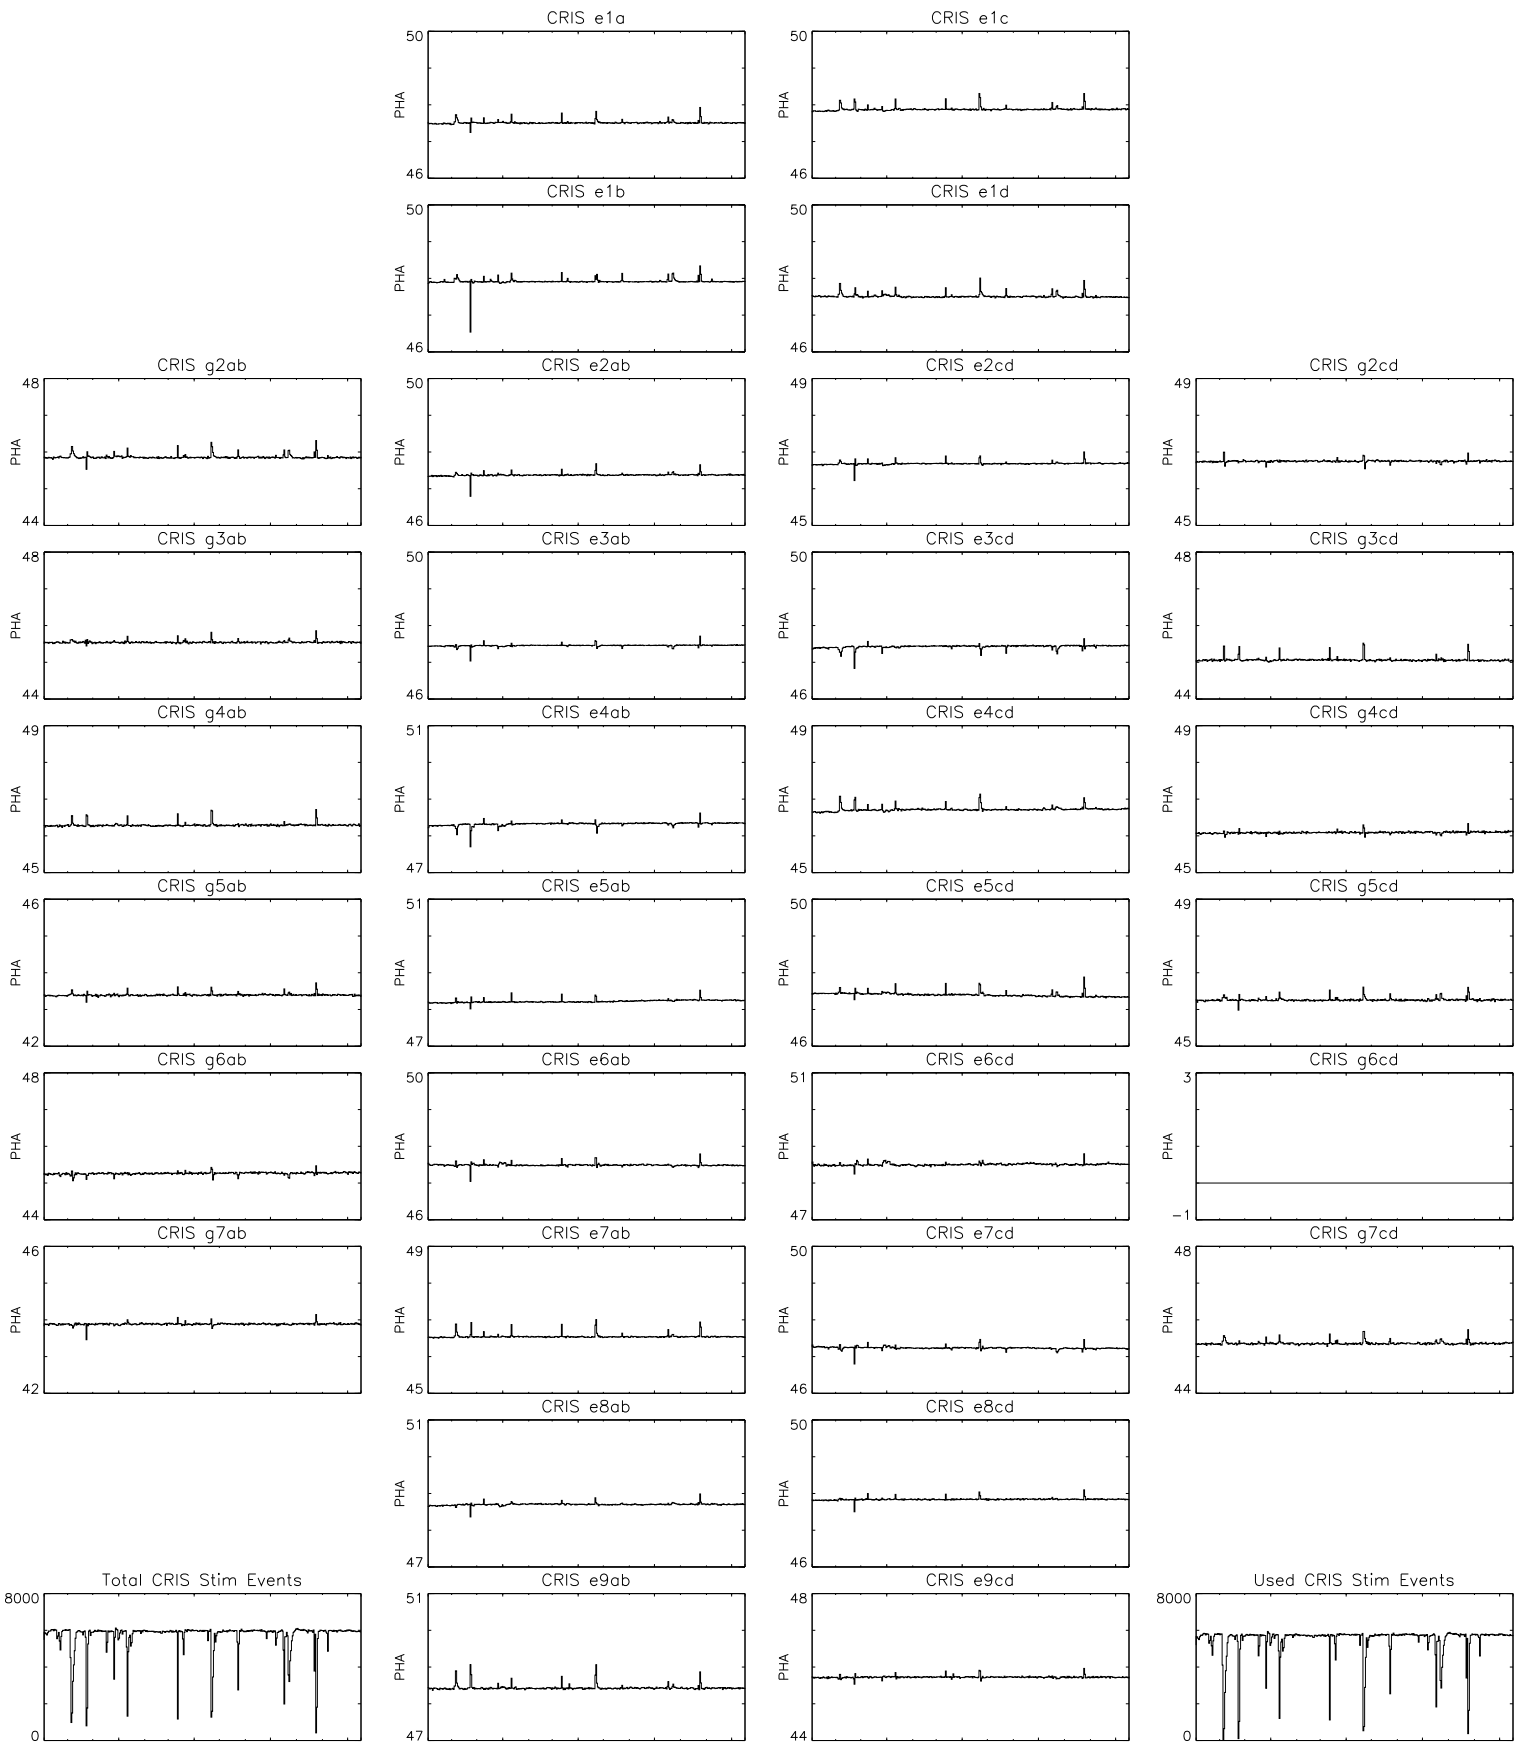 CRIS e1a
CRIS e1c
50
PHA
46
50
PHA
46
CRIS e1b
CRIS e1d
50
PHA
46
50
PHA
46
CRIS g2ab
CRIS e2ab
CRIS e2cd
CRIS g2cd
48
PHA
44
50
PHA
46
49
PHA
45
49
PHA
45
CRIS g3ab
CRIS e3ab
CRIS e3cd
CRIS g3cd
48
PHA
44
50
PHA
46
50
PHA
46
48
PHA
44
CRIS g4ab
CRIS e4ab
CRIS e4cd
CRIS g4cd
49
PHA
45
51
PHA
47
49
PHA
45
49
PHA
45
CRIS g5ab
CRIS e5ab
CRIS e5cd
CRIS g5cd
46
PHA
42
51
PHA
47
50
PHA
46
49
PHA
45
CRIS g6ab
CRIS e6ab
CRIS e6cd
CRIS g6cd
48
PHA
44
50
PHA
46
51
PHA
47
3
PHA
-1
CRIS g7ab
CRIS e7ab
CRIS e7cd
CRIS g7cd
46
PHA
42
49
PHA
45
50
PHA
46
48
PHA
44
CRIS e8ab
CRIS e8cd
51
PHA
47
50
PHA
46
Total CRIS Stim Events
CRIS e9ab
CRIS e9cd
Used CRIS Stim Events
8000
0
51
PHA
47
48
PHA
44
8000
0